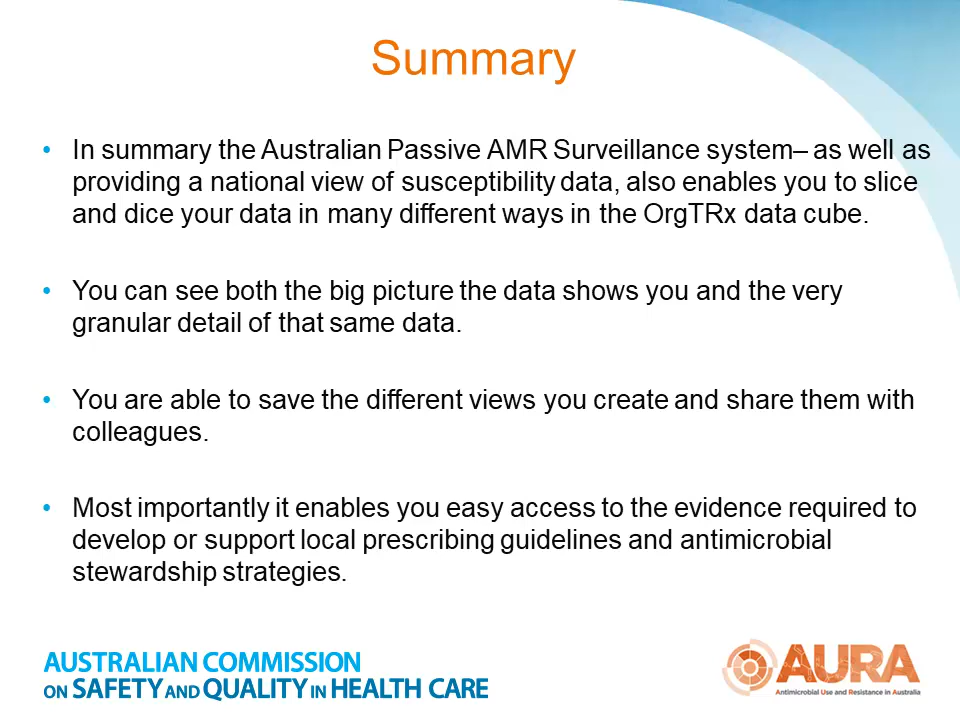 Summary
• In summary the Australian Passive AMR Surveillance system– as well as
providing a national view of susceptibility data, also enables you to slice
and dice your data in many different ways in the OrgTRx data cube.
• You can see both the big picture the data shows you and the very
granular detail of that same data.
• You are able to save the different views you create and share them with
colleagues.
• Most importantly it enables you easy access to the evidence required to
develop or support local prescribing guidelines and antimicrobial
stewardship strategies.
AUSTRALIAN COMMISSION
ON SAFETY AND QUALITY IN HEALTH CARE
AURA
Antimicrobial Use and Resistance in Australia